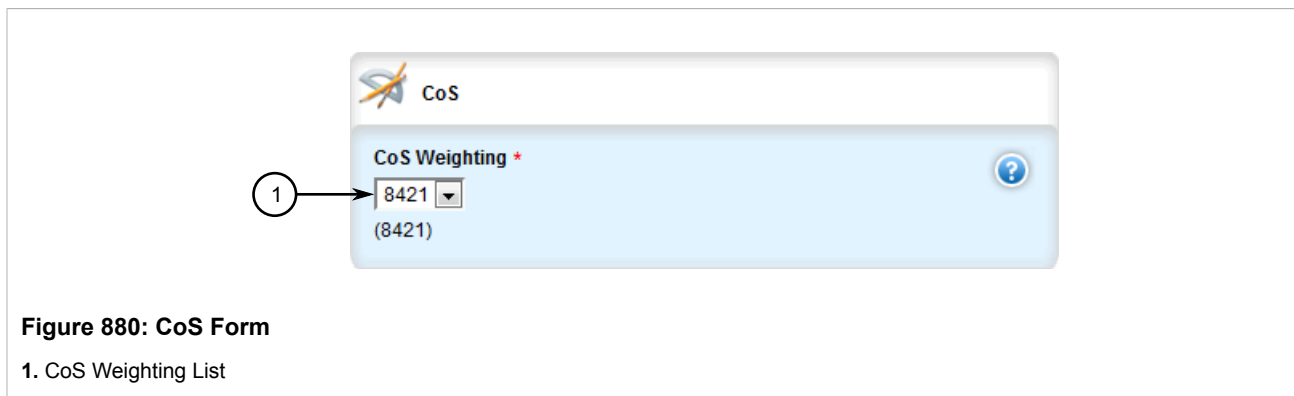 CoS
CoS Weighting *
1
8421
(8421)
?
Figure 880: CoS Form
1. CoS Weighting List